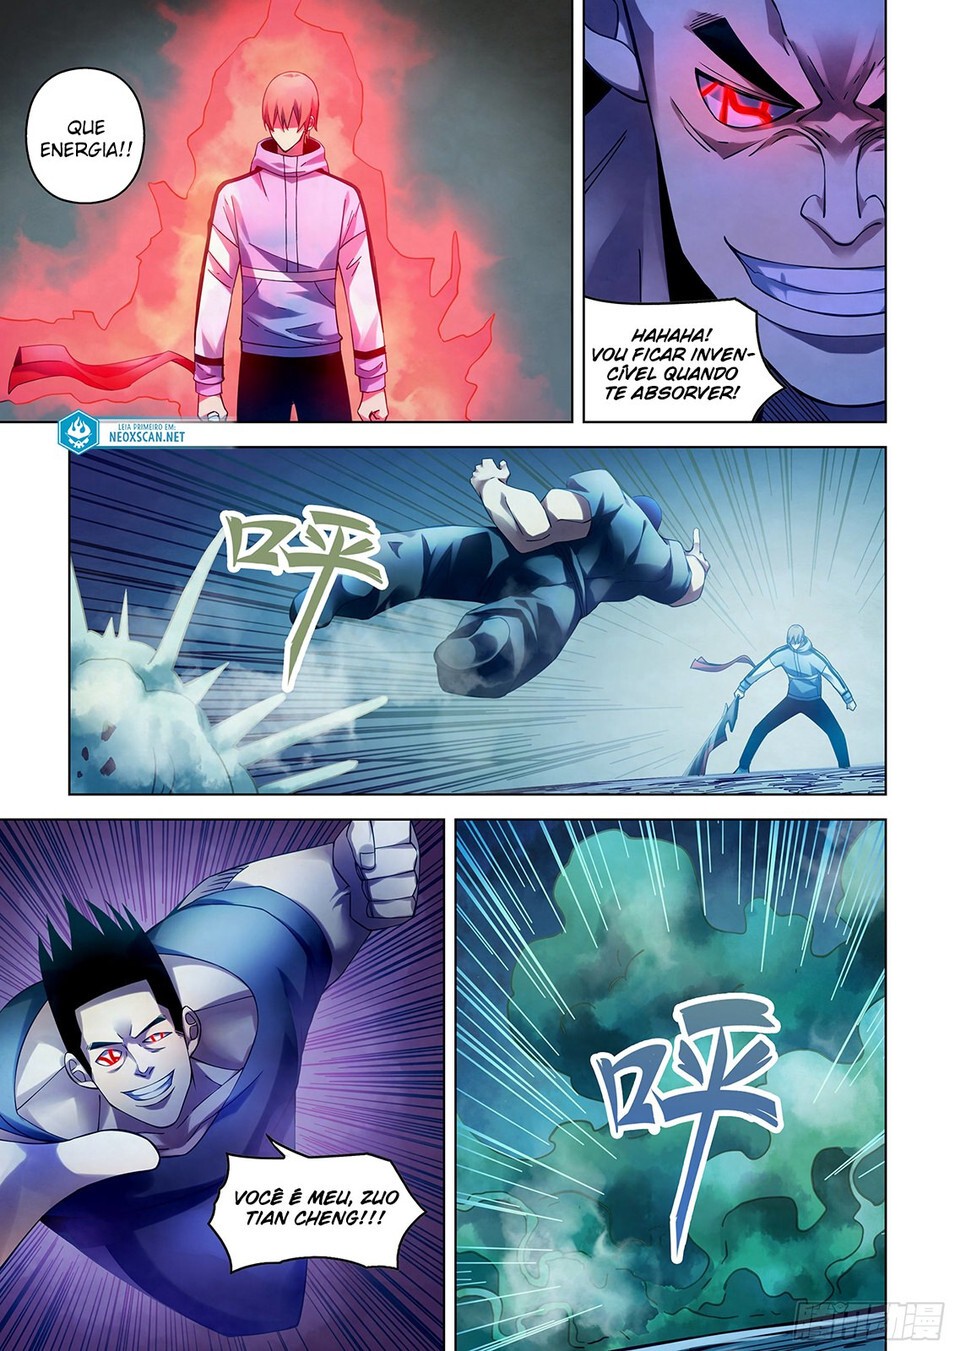 QUE
ENERGIA!!
HAHAHA!
VOU FICAR INVEN-
CÍVEL QUANDO
TE ABSORVER!
LEIA PRIMEIRO EM:
NEOXSCAN.NET
呼
VOCÊ É MEU, ZUO
TIAN CHENG!!!
呼
腾讯动漫